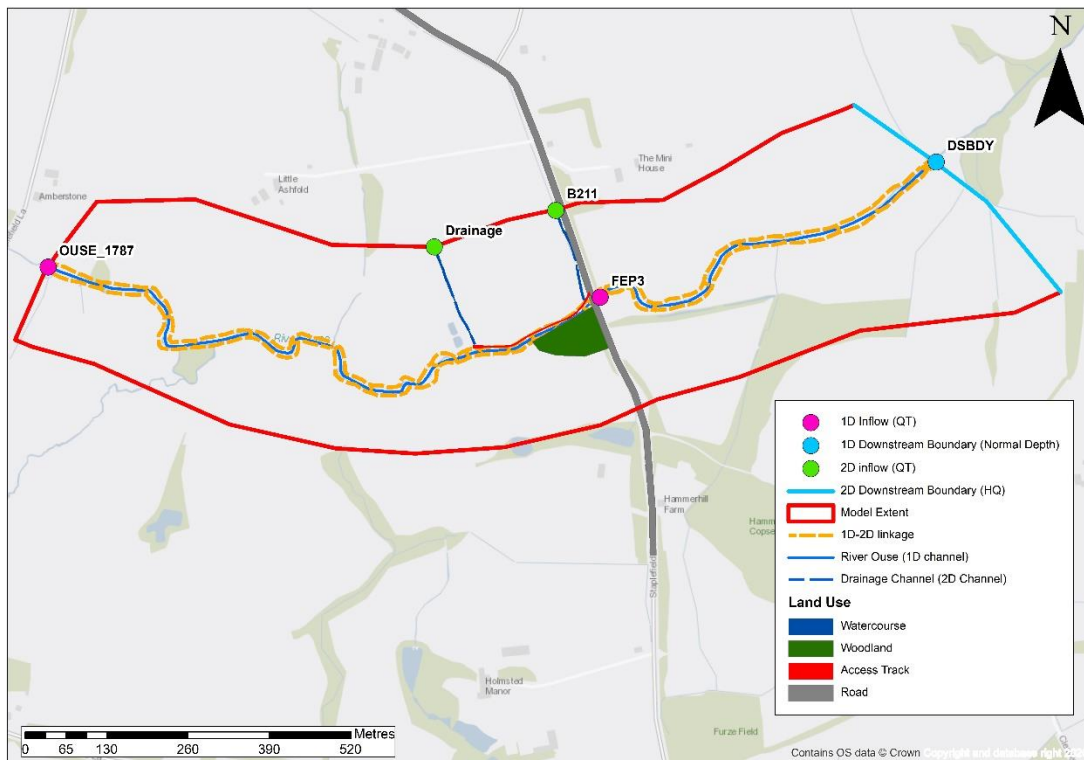 N
DSBDY
The Mini
House
B211
Little
Ashfold
Amberstone
Drainage
OUSE_1787
FEP3
Hammerhill
Farm
Staplefield
Holmsted
Manor
Furze Field
1D Inflow (QT)
1D Downstream Boundary (Normal Depth)
2D inflow (QT)
2D Downstream Boundary (HQ)
Model Extent
1D-2D linkage
River Ouse (1D channel)
Drainage Channel (2D Channel)
Land Use
Watercourse
Woodland
Access Track
Road
Metres
0 65 130 260 390 520
Contains OS data © Crown Copyright and database right